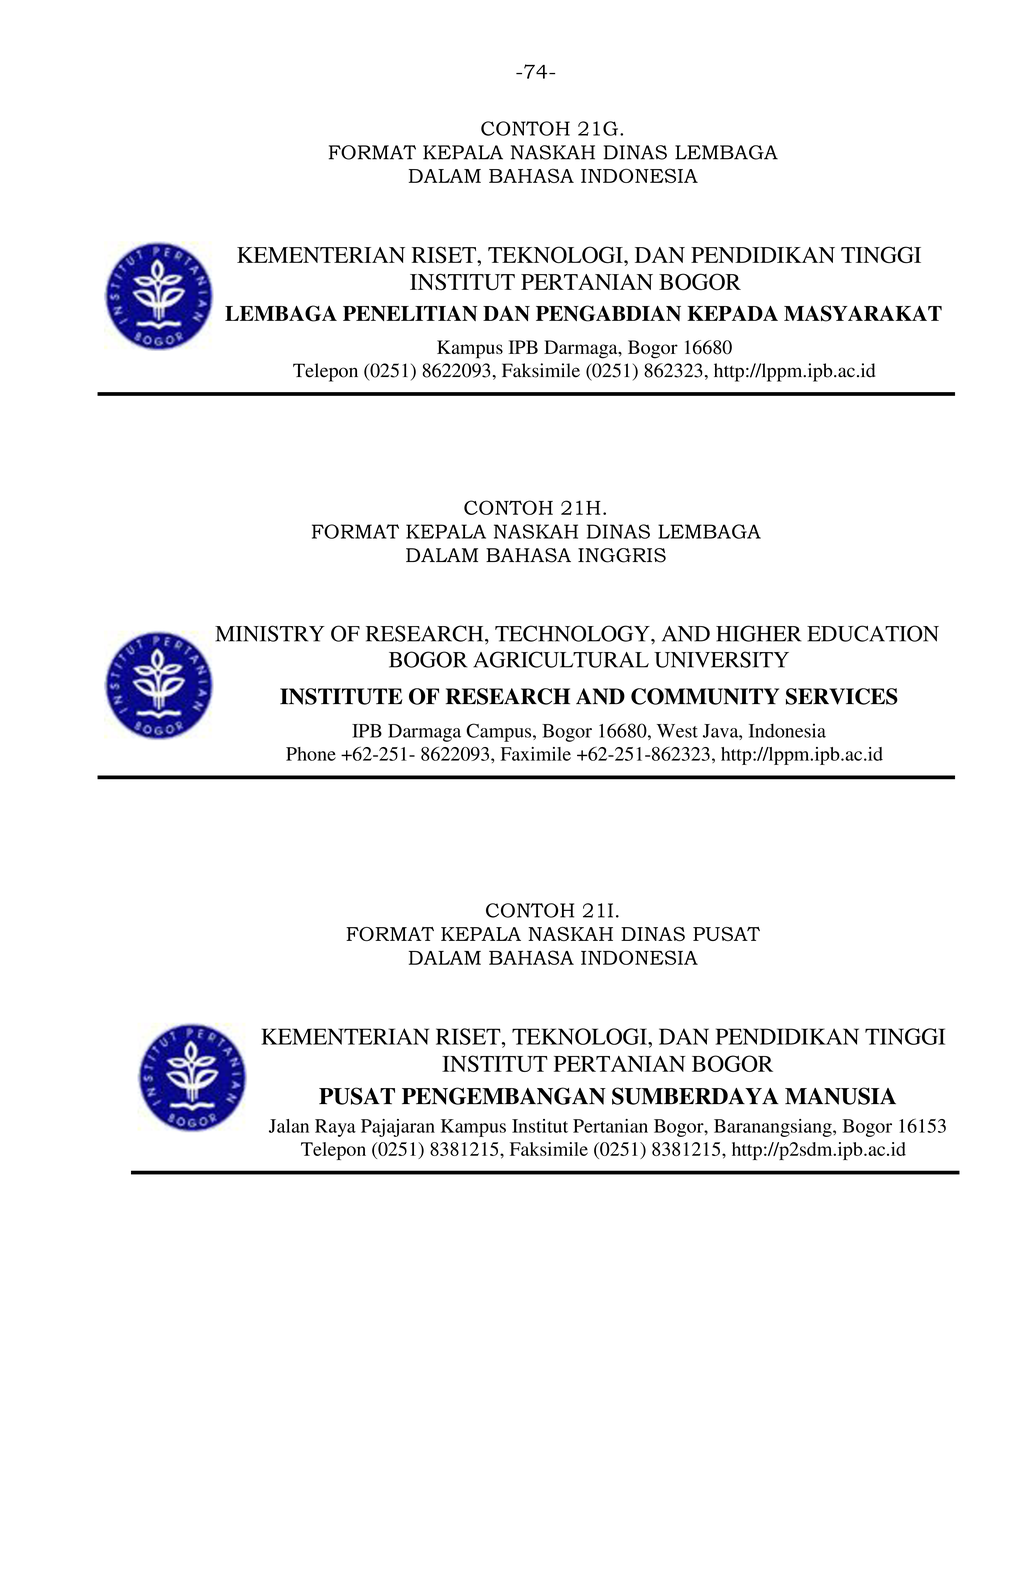 -74-
CONTOH 21G.
FORMAT KEPALA NASKAH DINAS LEMBAGA
DALAM BAHASA INDONESIA
INSTITUT PERTANIAN
BOGOR
KEMENTERIAN RISET, TEKNOLOGI, DAN PENDIDIKAN TINGGI
INSTITUT PERTANIAN BOGOR
LEMBAGA PENELITIAN DAN PENGABDIAN KEPADA MASYARAKAT
Kampus IPB Darmaga, Bogor 16680
Telepon (0251) 8622093, Faksimile (0251) 862323, http://lppm.ipb.ac.id
CONTOH 21H.
FORMAT KEPALA NASKAH DINAS LEMBAGA
DALAM BAHASA INGGRIS
INSTITUT PERTANIAN
BOGOR
MINISTRY OF RESEARCH, TECHNOLOGY, AND HIGHER EDUCATION
BOGOR AGRICULTURAL UNIVERSITY
INSTITUTE OF RESEARCH AND COMMUNITY SERVICES
IPB Darmaga Campus, Bogor 16680, West Java, Indonesia
Phone +62-251- 8622093, Faximile +62-251-862323, http://lppm.ipb.ac.id
CONTOH 21I.
FORMAT KEPALA NASKAH DINAS PUSAT
DALAM BAHASA INDONESIA
INSTITUT PERTANIAN
BOGOR
KEMENTERIAN RISET, TEKNOLOGI, DAN PENDIDIKAN TINGGI
INSTITUT PERTANIAN BOGOR
PUSAT PENGEMBANGAN SUMBERDAYA MANUSIA
Jalan Raya Pajajaran Kampus Institut Pertanian Bogor, Baranangsiang, Bogor 16153
Telepon (0251) 8381215, Faksimile (0251) 8381215, http://p2sdm.ipb.ac.id